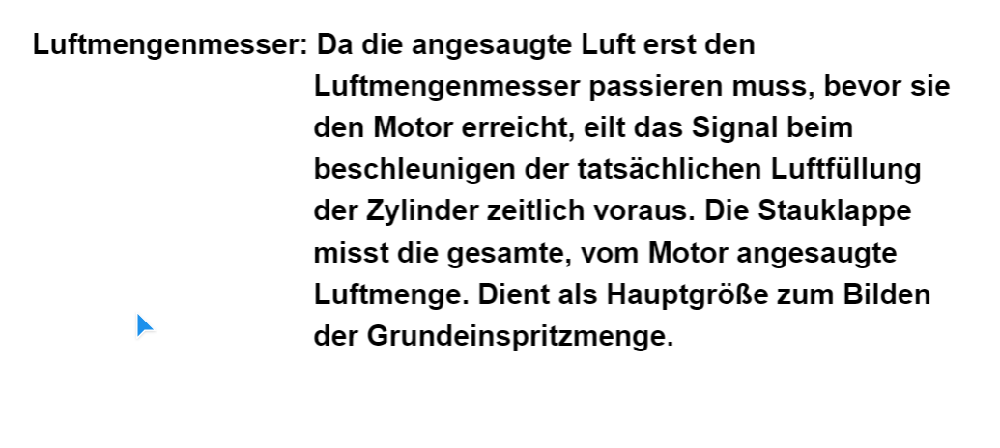 Luftmengenmesser: Da die angesaugte Luft erst den
Luftmengenmesser passieren muss, bevor sie
den Motor erreicht, eilt das Signal beim
beschleunigen der tatsächlichen Luftfüllung
der Zylinder zeitlich voraus. Die Stauklappe
misst die gesamte, vom Motor angesaugte
Luftmenge. Dient als Hauptgröße zum Bilden
der Grundeinspritzmenge.